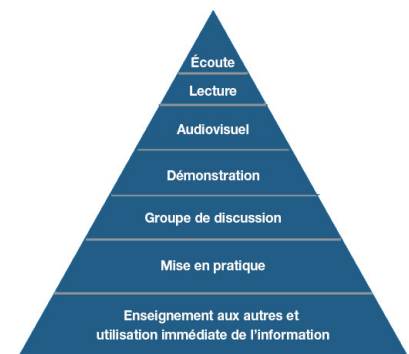 Écoute
Lecture
Audiovisuel
Démonstration
Groupe de discussion
Mise en pratique
Enseignement aux autres et
utilisation immédiate de l'information